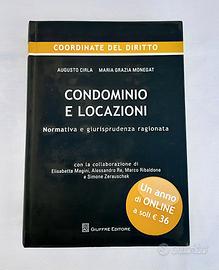 COORDINATE DEL DIRITTO
AUGUSTO CIRLA MARIA GRAZIA MONEGAT
CONDOMINIO
E LOCAZIONI
Normativa e giurisprudenza ragionata
con la collaborazione di
Elisabetta Magini, Alessandro Re, Marco Ribaldone
e Simone Zerauschek
Un anno
di ONLINE
a soli € 36
GIUFFRÈ EDITORE
subito